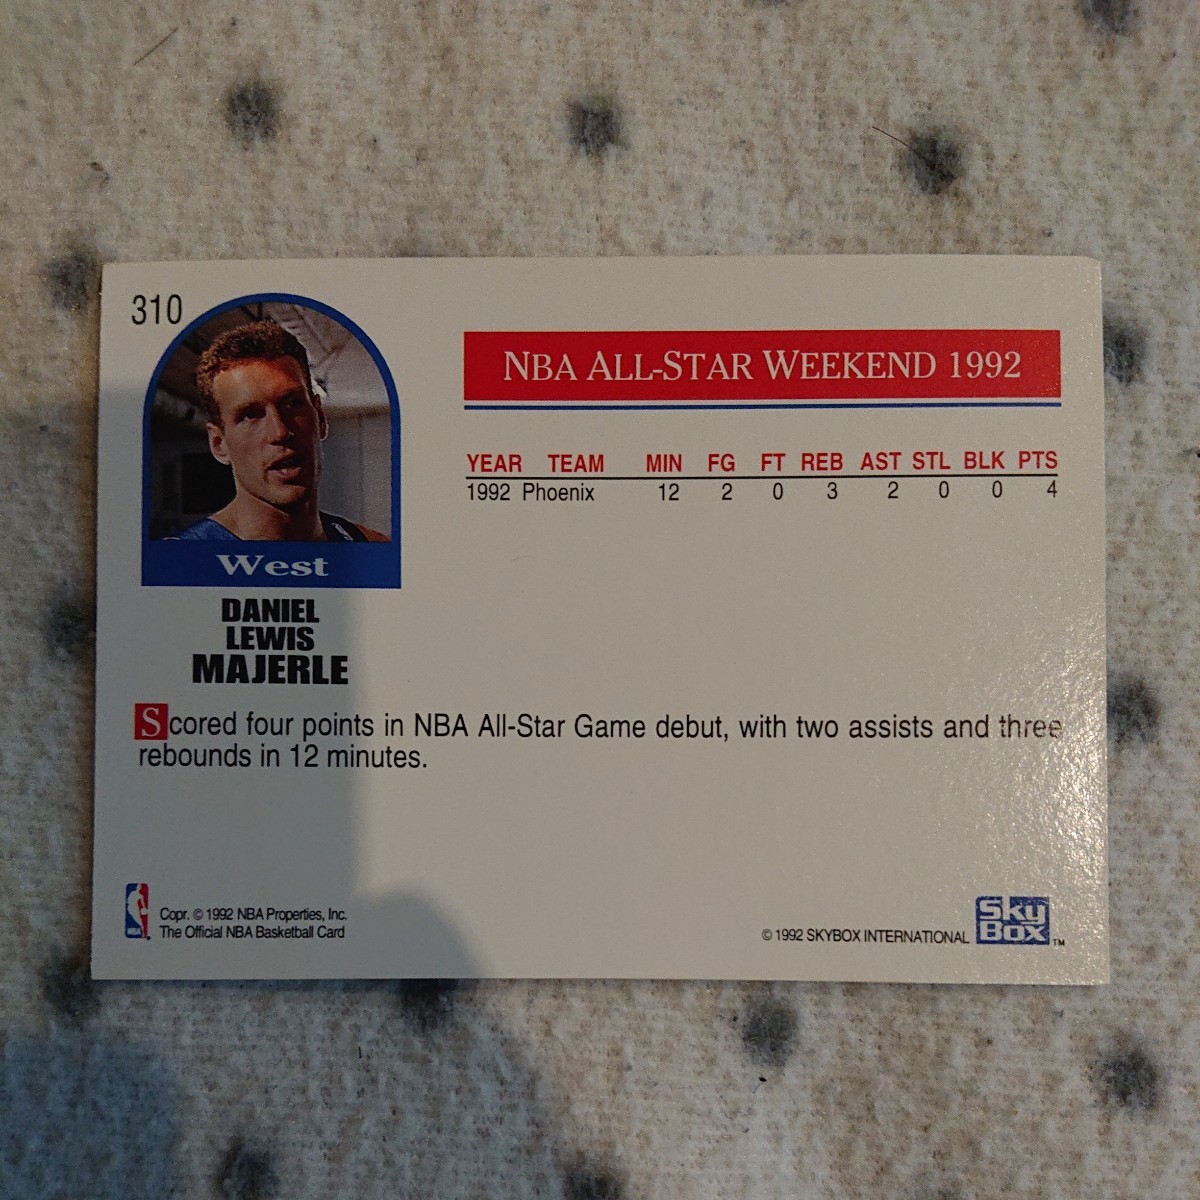 310
NBA ALL-STAR WEEKEND 1992
YEAR TEAM MIN FG FT REB AST STL BLK PTS
1992 Phoenix 12 2 0 3 2 0 0 4
West
DANIEL
LEWIS
MAJERLE
Scored four points in NBA All-Star Game debut, with two assists and three
rebounds in 12 minutes.
NBA
Copr. © 1992 NBA Properties, Inc.
The Official NBA Basketball Card
© 1992 SKYBOX INTERNATIONAL
Sky
Box TM